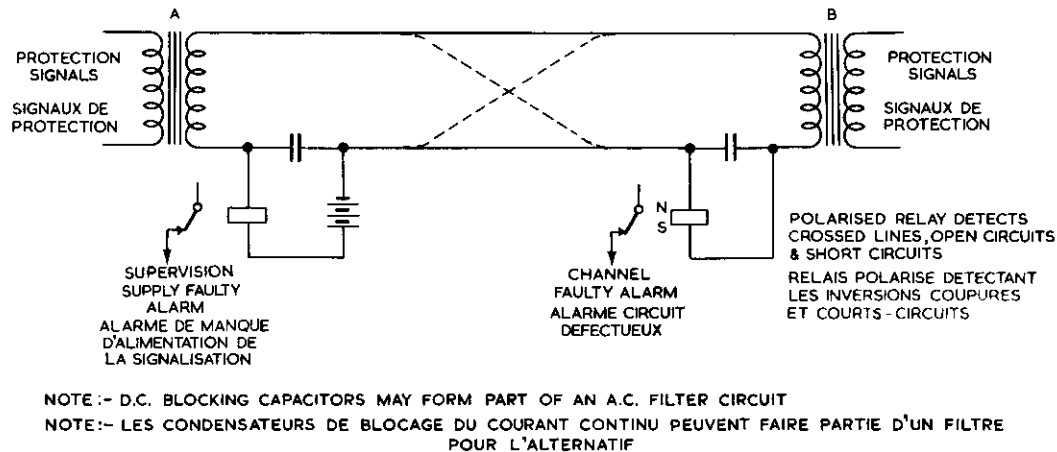 A
B
PROTECTION
SIGNALS
SIGNAUX DE
PROTECTION
PROTECTION
SIGNALS
SIGNAUX DE
PROTECTION
SUPERVISION
SUPPLY FAULTY
ALARM
ALARME DE MANQUE
D'ALIMENTATION DE
LA SIGNALISATION
N
S
CHANNEL
FAULTY ALARM
ALARME CIRCUIT
DEFECTUEUX
POLARISED RELAY DETECTS
CROSSED LINES, OPEN CIRCUITS
& SHORT CIRCUITS
RELAIS POLARISE DETECTANT
LES INVERSIONS COUPURES
ET COURTS-CIRCUITS
NOTE:- D.C. BLOCKING CAPACITORS MAY FORM PART OF AN A.C. FILTER CIRCUIT
NOTE:- LES CONDENSATEURS DE BLOCAGE DU COURANT CONTINU PEUVENT FAIRE PARTIE D'UN FILTRE
POUR L'ALTERNATIF